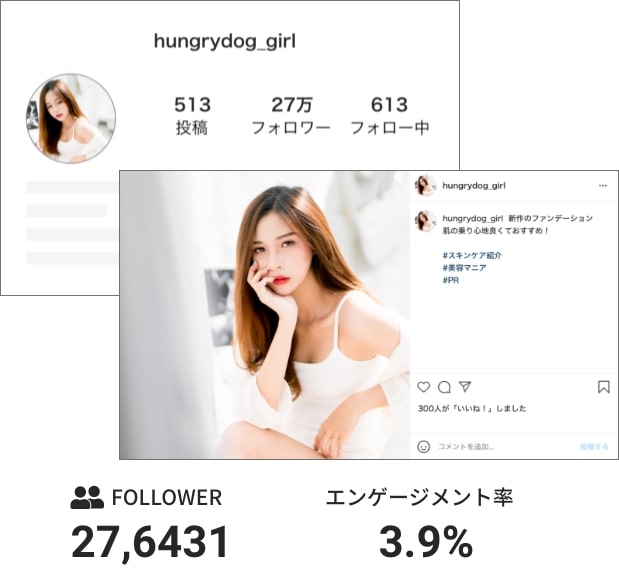 hungrydog_girl
513 27万 613
投稿 フォロワー フォロー中
hungrydog_girl
hungrydog_girl 新作のファンデーション
肌の乗り心地良くておすすめ！
#スキンケア紹介
#美容マニア
#PR
300人が「いいね！」しました
コメントを追加...
投稿する
FOLLOWER エンゲージメント率
27,6431 3.9%